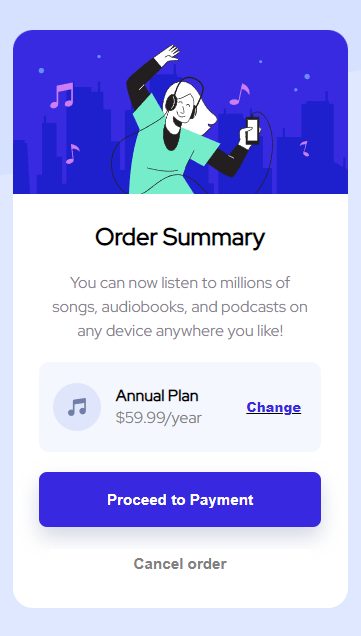 Order Summary
You can now listen to millions of
songs, audiobooks, and podcasts on
any device anywhere you like!
Annual Plan
$59.99/year
Change
Proceed to Payment
Cancel order